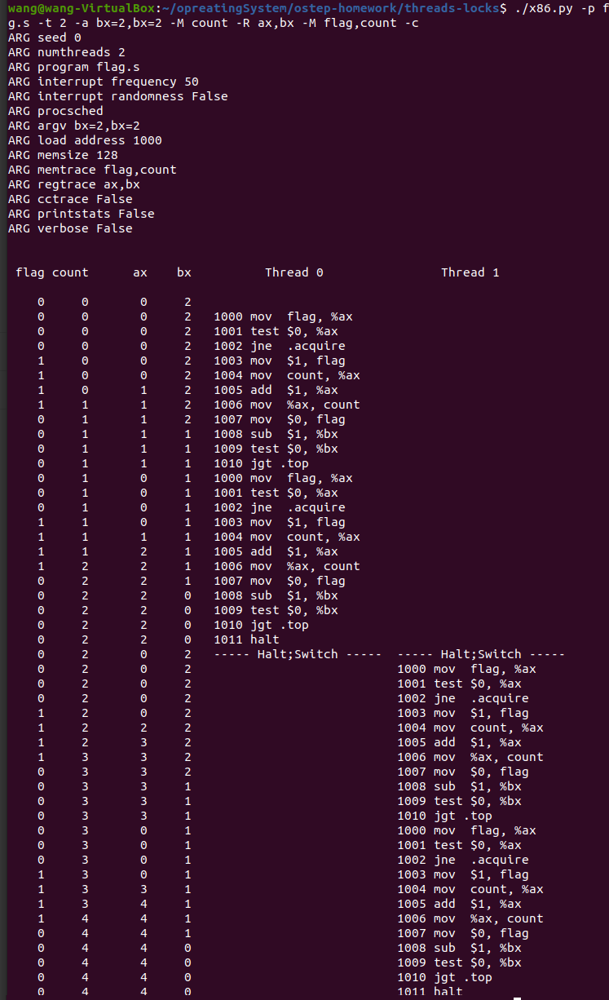 wang@wang-VirtualBox:~/opreatingSystem/ostep-homework/threads-locks$ ./x86.py -p f
g.s -t 2 -a bx=2,bx=2 -M count -R ax,bx -M flag,count -c
ARG seed 0
ARG numthreads 2
ARG program flag.s
ARG interrupt frequency 50
ARG interrupt randomness False
ARG procsched
ARG argv bx=2,bx=2
ARG load address 1000
ARG memsize 128
ARG memtrace flag,count
ARG regtrace ax,bx
ARG cctrace False
ARG printstats False
ARG verbose False
 flag count      ax    bx          Thread 0                Thread 1
    0     0       0     2
    0     0       0     2   1000 mov  flag, %ax
    0     0       0     2   1001 test $0, %ax
    0     0       0     2   1002 jne  .acquire
    1     0       0     2   1003 mov  $1, flag
    1     0       0     2   1004 mov  count, %ax
    1     0       1     2   1005 add  $1, %ax
    1     1       1     2   1006 mov  %ax, count
    0     1       1     2   1007 mov  $0, flag
    0     1       1     1   1008 sub  $1, %bx
    0     1       1     1   1009 test $0, %bx
    0     1       1     1   1010 jgt .top
    0     1       0     1   1000 mov  flag, %ax
    0     1       0     1   1001 test $0, %ax
    0     1       0     1   1002 jne  .acquire
    1     1       0     1   1003 mov  $1, flag
    1     1       1     1   1004 mov  count, %ax
    1     1       2     1   1005 add  $1, %ax
    1     2       2     1   1006 mov  %ax, count
    0     2       2     1   1007 mov  $0, flag
    0     2       2     0   1008 sub  $1, %bx
    0     2       2     0   1009 test $0, %bx
    0     2       2     0   1010 jgt .top
    0     2       2     0   1011 halt
    0     2       0     2   ----- Halt;Switch -----  ----- Halt;Switch -----
    0     2       0     2                            1000 mov  flag, %ax
    0     2       0     2                            1001 test $0, %ax
    0     2       0     2                            1002 jne  .acquire
    1     2       0     2                            1003 mov  $1, flag
    1     2       2     2                            1004 mov  count, %ax
    1     2       3     2                            1005 add  $1, %ax
    1     3       3     2                            1006 mov  %ax, count
    0     3       3     2                            1007 mov  $0, flag
    0     3       3     1                            1008 sub  $1, %bx
    0     3       3     1                            1009 test $0, %bx
    0     3       3     1                            1010 jgt .top
    0     3       0     1                            1000 mov  flag, %ax
    0     3       0     1                            1001 test $0, %ax
    0     3       0     1                            1002 jne  .acquire
    1     3       0     1                            1003 mov  $1, flag
    1     3       3     1                            1004 mov  count, %ax
    1     3       4     1                            1005 add  $1, %ax
    1     4       4     1                            1006 mov  %ax, count
    0     4       4     1                            1007 mov  $0, flag
    0     4       4     0                            1008 sub  $1, %bx
    0     4       4     0                            1009 test $0, %bx
    0     4       4     0                            1010 jgt .top
    0     4       4     0                            1011 halt